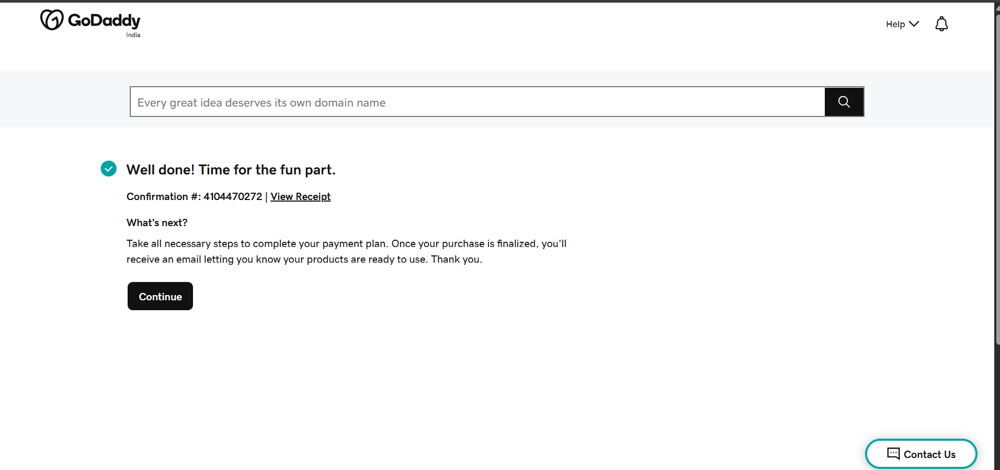 GoDaddy
India
Help
Every great idea deserves its own domain name
Well done! Time for the fun part.
Confirmation #: 4104470272 | View Receipt
What’s next?
Take all necessary steps to complete your payment plan. Once your purchase is finalized, you'll
receive an email letting you know your products are ready to use. Thank you.
Continue
Contact Us